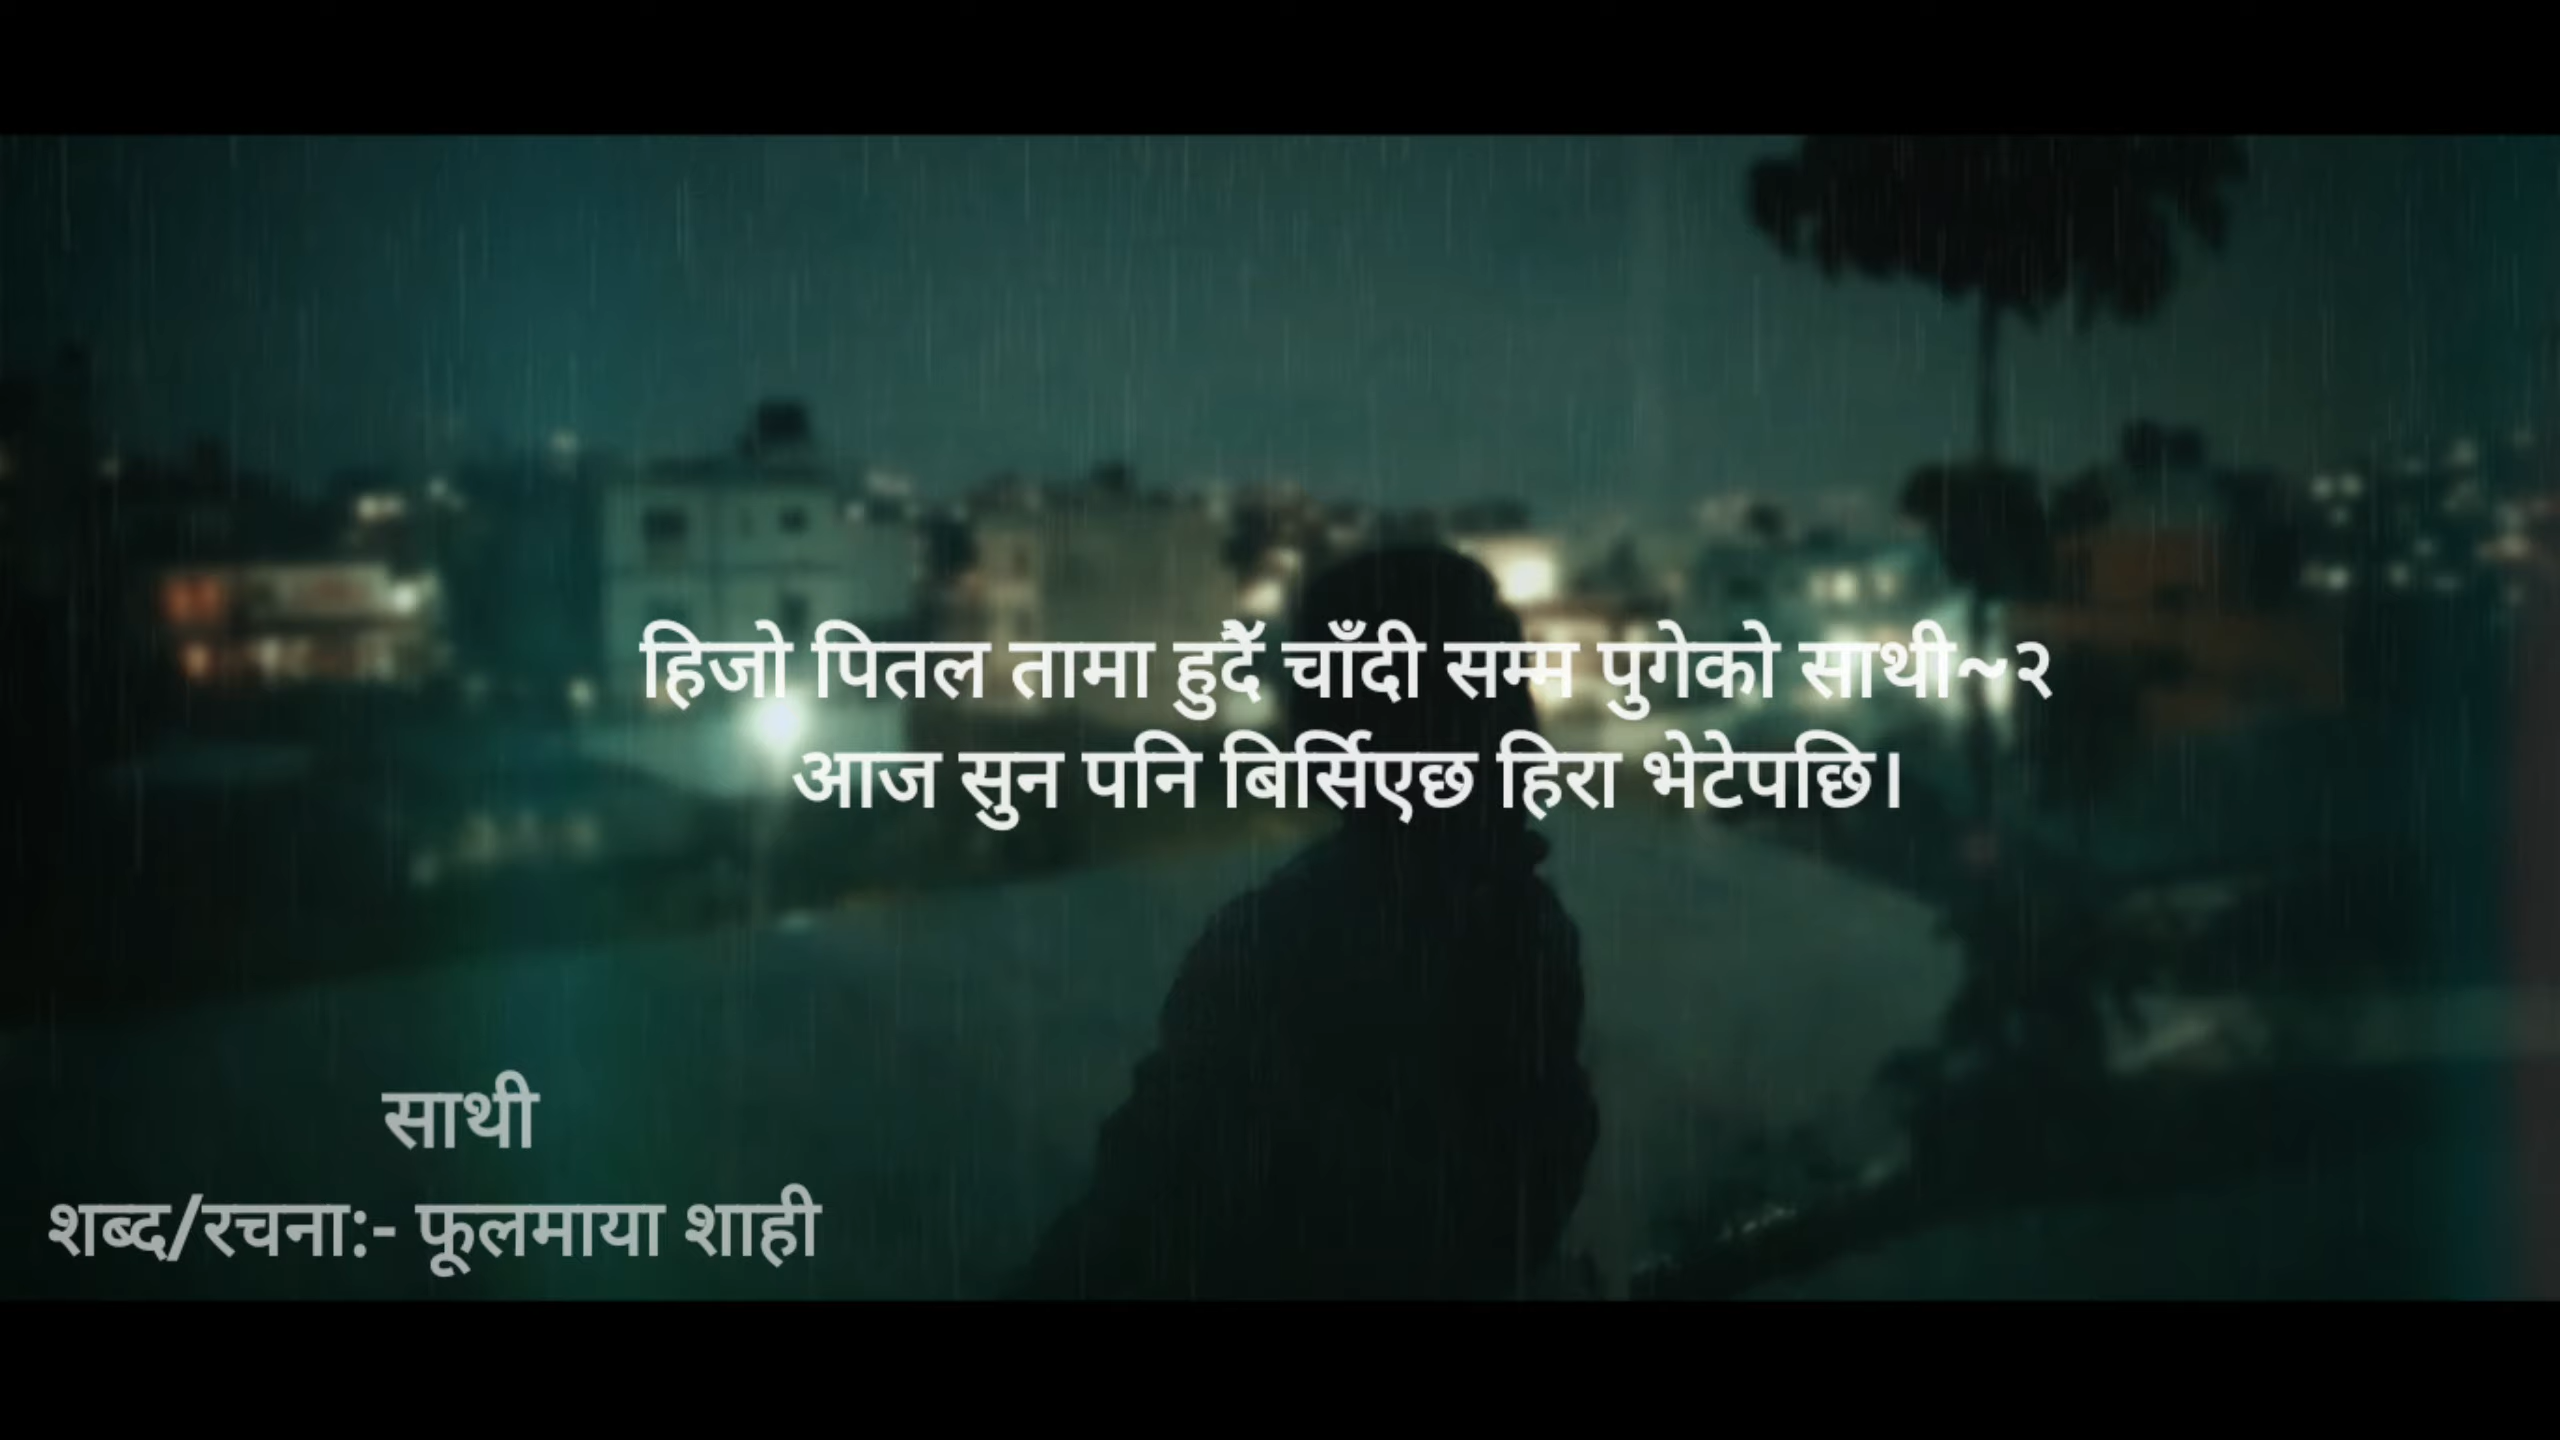 हिजो पितल तामा हुदैँ चाँदी सम्म पुगेको साथी~२
आज सुन पनि बिर्सिएछ हिरा भेटेपछि।
साथी
शब्द/रचना:- फूलमाया शाही